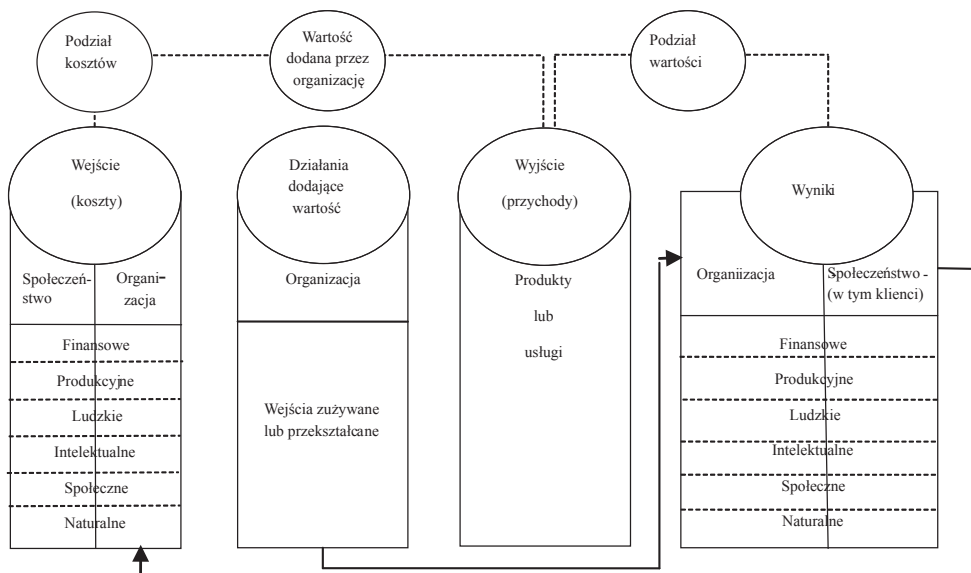 Podział
kosztów
Wartość
dodana przez
organizację
Podział
wartości
Wejście
(koszty)
Działania
dodające
wartość
Wyjście
(przychody)
Wyniki
Społeczeń-
stwo
Organi-
zacja
Organizacja
Produkty
lub
usługi
Organiizacja
Społeczeństwo -
(w tym klienci)
Finansowe
Produkcyjne
Ludzkie
Intelektualne
Społeczne
Naturalne
Wejścia zużywane
lub przekształcane
Finansowe
Produkcyjne
Ludzkie
Intelektualne
Społeczne
Naturalne